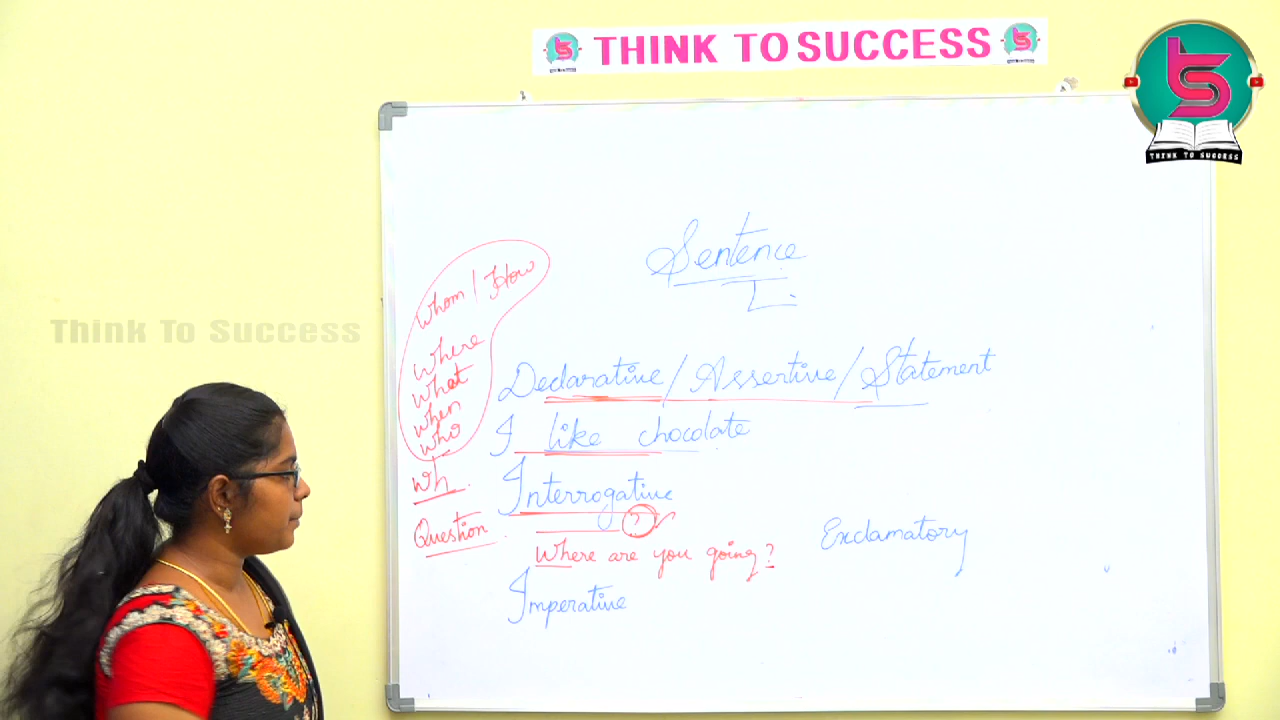 THINK TO SUCCESS
THINK TO SUCCESS
Think To Success
Sentence
Whom / How
Where
What
When
Who
Wh.
Question.
Declarative / Assertive / Statement
I like chocolate
Interrogative
?
Where are you going?
Exclamatory
Imperative